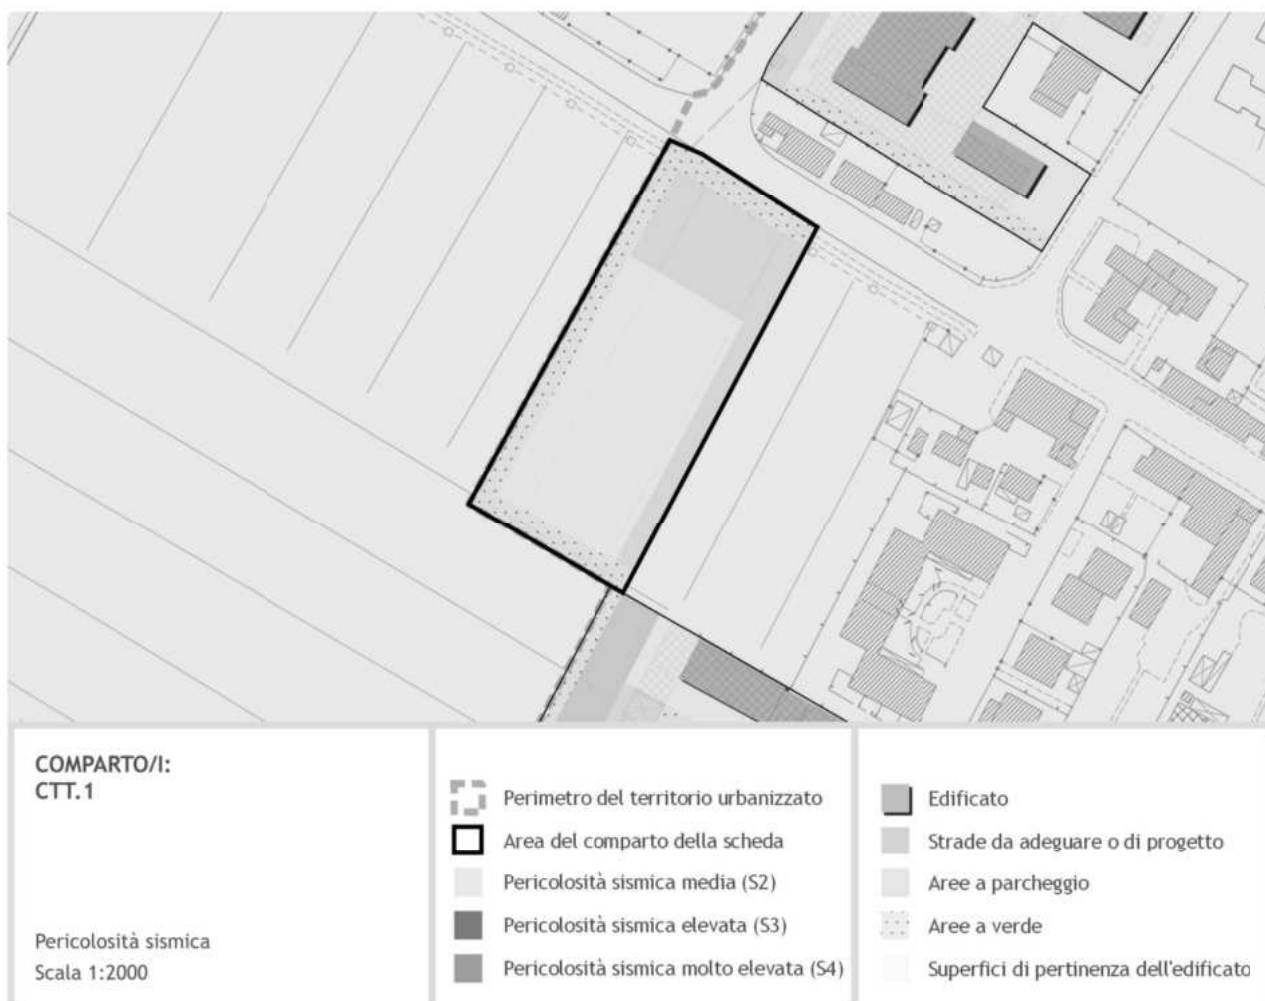 COMPARTO/I:
CTT.1
Pericolosità sismica
Scala 1:2000
Perimetro del territorio urbanizzato
Area del comparto della scheda
Pericolosità sismica media (S2)
Pericolosità sismica elevata (S3)
Pericolosità sismica molto elevata (S4)
Edificato
Strade da adeguare o di progetto
Aree a parcheggio
Aree a verde
Superfici di pertinenza dell'edificato